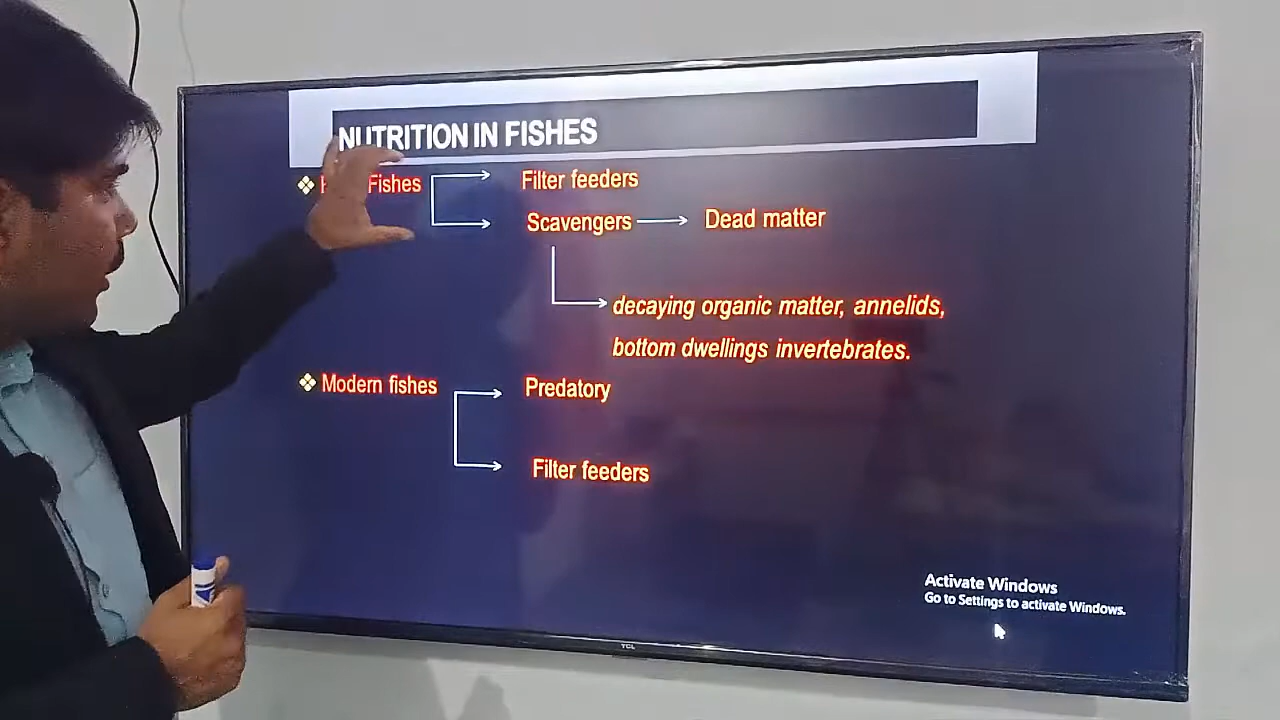 NUTRITION IN FISHES
Fishes
Filter feeders
Scavengers
Dead matter
decaying organic matter, annelids,
bottom dwellings invertebrates.
Modern fishes
Predatory
Filter feeders
Activate Windows
Go to Settings to activate Windows.
TCL